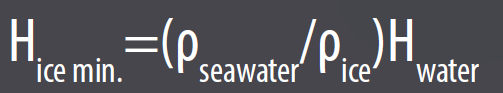 H ice min.=(ρ seawater/ρ ice)H water